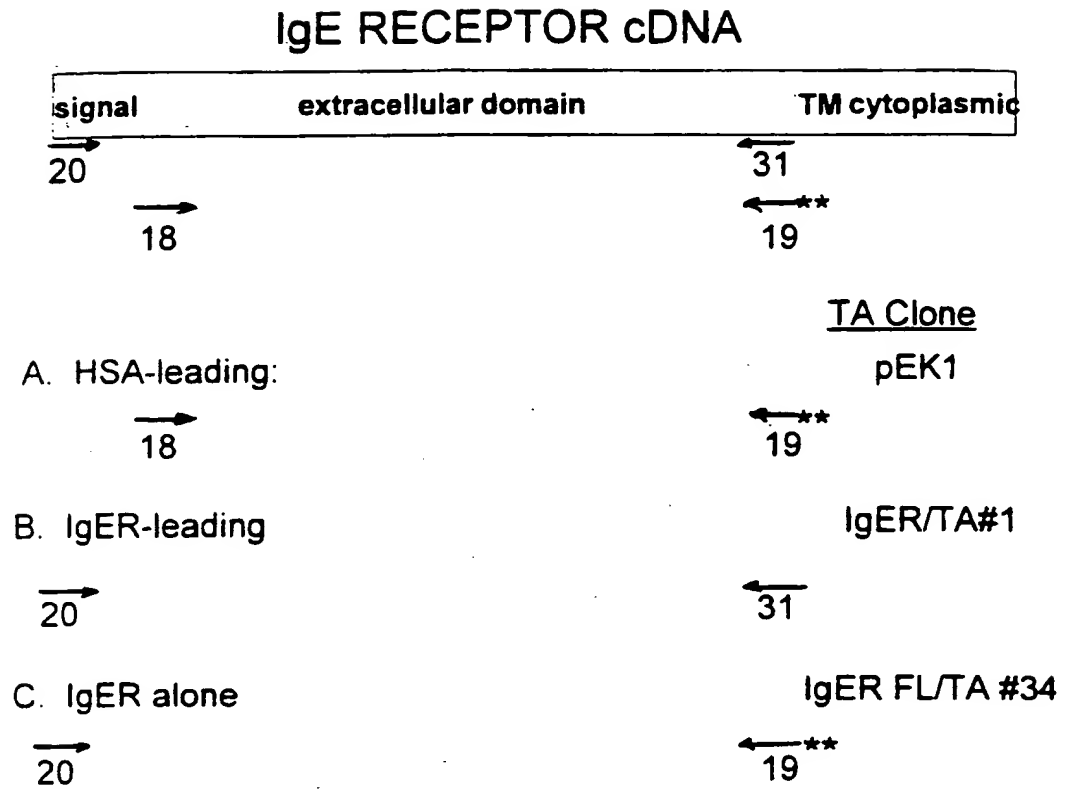 IgE RECEPTOR cDNA
signal extracellular domain TM cytoplasmic
20 31
**
18 19
TA Clone
A. HSA-leading: pEK1
**
18 19
B. IgER-leading IgER/TA#1
20 31
C. IgER alone IgER FL/TA #34
**
20 19